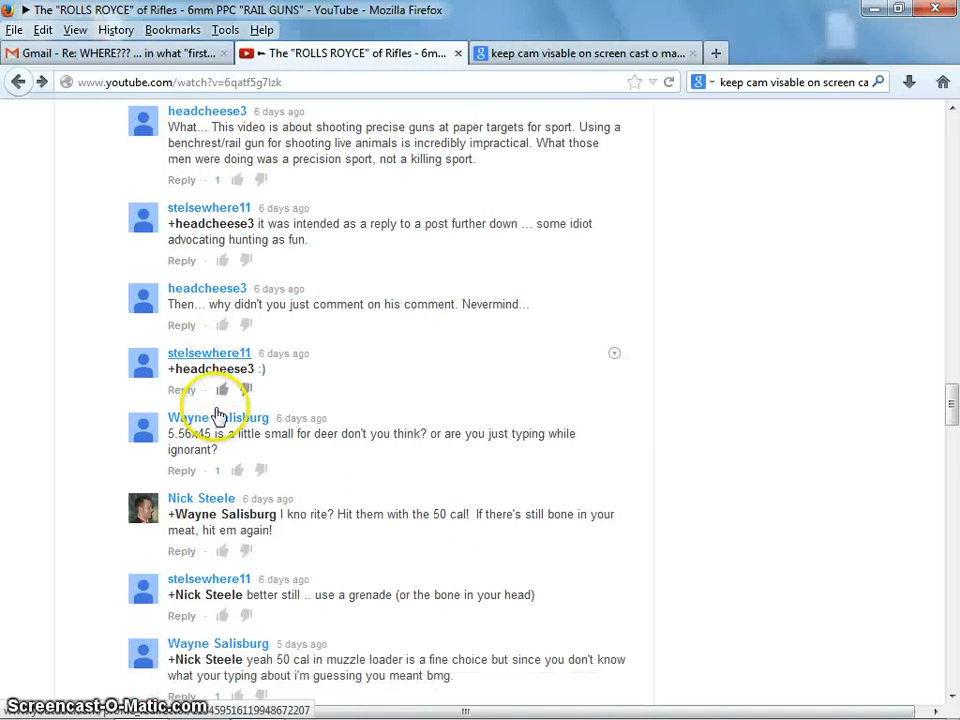 ▶ The "ROLLS ROYCE" of Rifles - 6mm PPC "RAIL GUNS" - YouTube - Mozilla Firefox
File Edit View History Bookmarks Tools Help
Gmail - Re: WHERE??? ... in what "first...
▶ The "ROLLS ROYCE" of Rifles - 6m...
keep cam visable on screen cast o ma...
www.youtube.com/watch?v=6qatf5g7lzk
keep cam visable on screen ca
headcheese3 6 days ago
What... This video is about shooting precise guns at paper targets for sport. Using a
benchrest/rail gun for shooting live animals is incredibly impractical. What those
men were doing was a precision sport, not a killing sport.
Reply · 1
stelsewhere11 6 days ago
+headcheese3 it was intended as a reply to a post further down ... some idiot
advocating hunting as fun.
Reply ·
headcheese3 6 days ago
Then... why didn't you just comment on his comment. Nevermind...
Reply ·
stelsewhere11 6 days ago
+headcheese3 :)
Reply ·
Wayne Salisburg 6 days ago
5.56x45 is a little small for deer don't you think? or are you just typing while
ignorant?
Reply · 1
Nick Steele 6 days ago
+Wayne Salisburg I kno rite? Hit them with the 50 cal! If there's still bone in your
meat, hit em again!
Reply ·
stelsewhere11 6 days ago
+Nick Steele better still .. use a grenade (or the bone in your head)
Reply ·
Wayne Salisburg 5 days ago
+Nick Steele yeah 50 cal in muzzle loader is a fine choice but since you don't know
what your typing about i'm guessing you meant bmg.
Reply · 1
Screencast-O-Matic.com